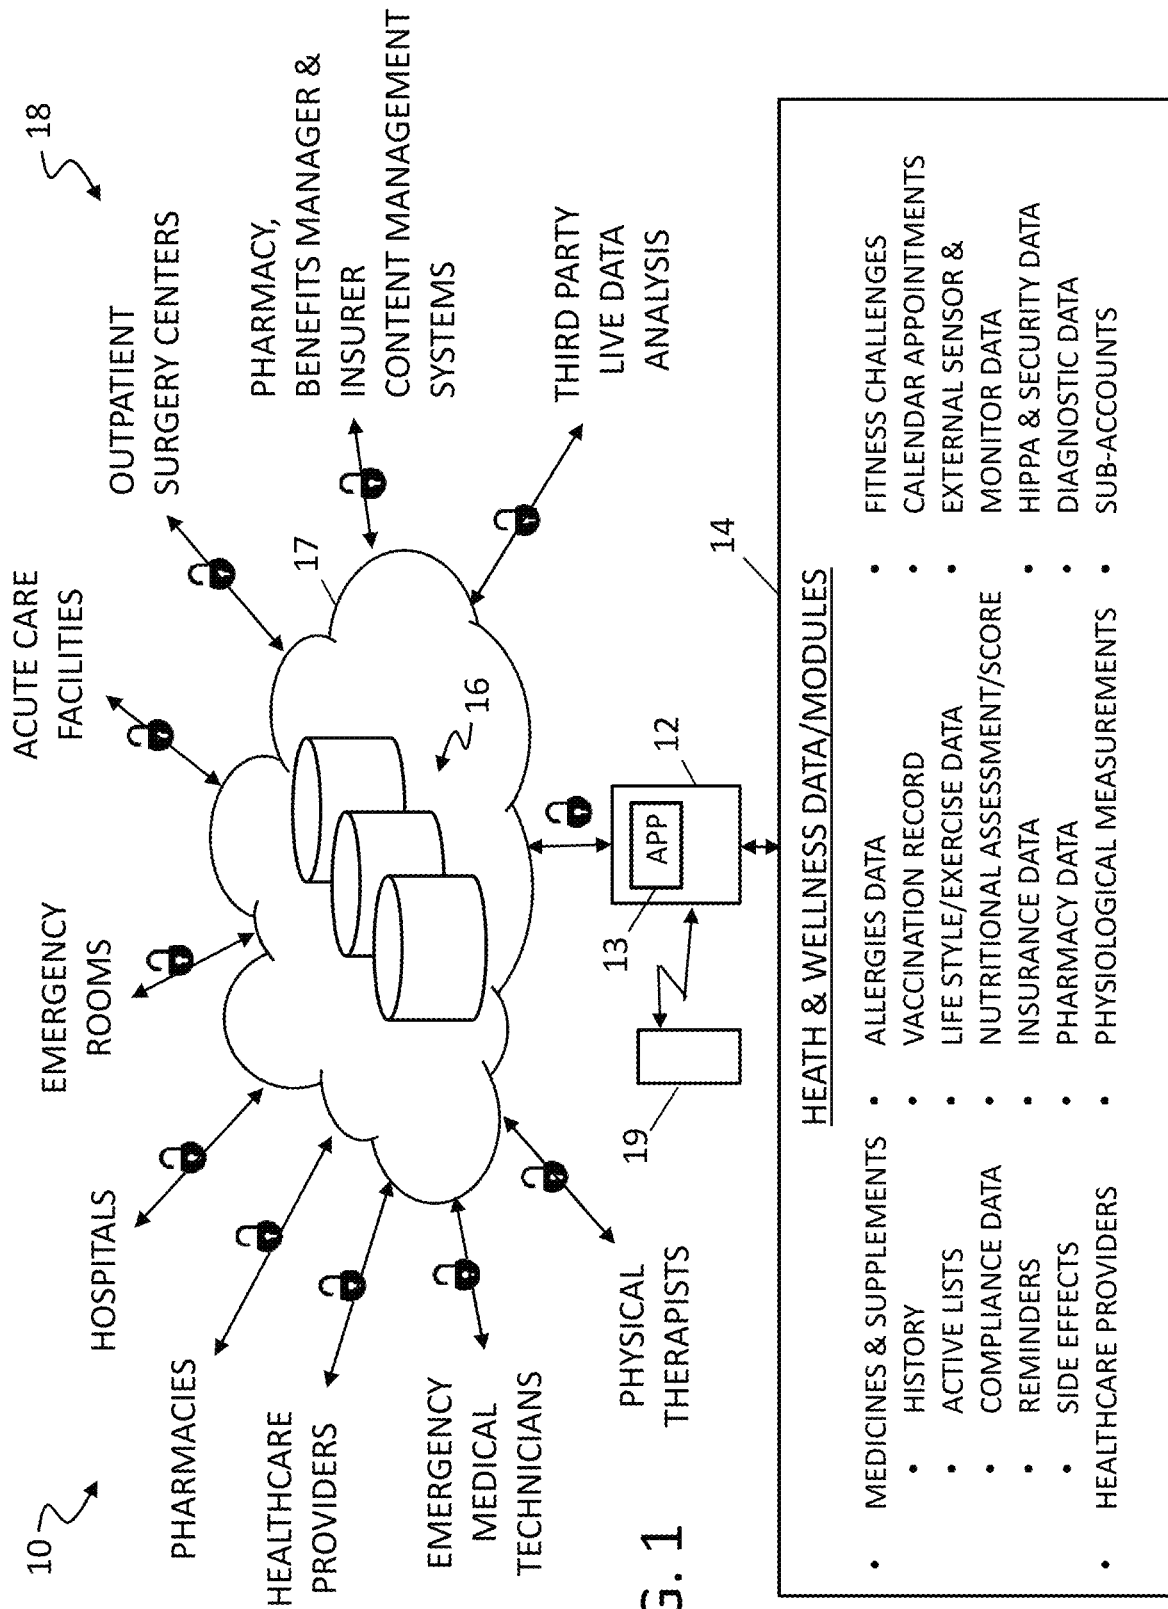 10
18
HOSPITALS
EMERGENCY
ROOMS
ACUTE CARE
FACILITIES
OUTPATIENT
SURGERY CENTERS
PHARMACIES
HEALTHCARE
PROVIDERS
EMERGENCY
MEDICAL
TECHNICIANS
PHYSICAL
THERAPISTS
PHARMACY,
BENEFITS MANAGER &
INSURER
CONTENT MANAGEMENT
SYSTEMS
THIRD PARTY
LIVE DATA
ANALYSIS
17
16
19
13
APP
12
14
G. 1
HEATH & WELLNESS DATA/MODULES
• MEDICINES & SUPPLEMENTS
• HISTORY
• ACTIVE LISTS
• COMPLIANCE DATA
• REMINDERS
• SIDE EFFECTS
• HEALTHCARE PROVIDERS
• ALLERGIES DATA
• VACCINATION RECORD
• LIFE STYLE/EXERCISE DATA
• NUTRITIONAL ASSESSMENT/SCORE
• INSURANCE DATA
• PHARMACY DATA
• PHYSIOLOGICAL MEASUREMENTS
• FITNESS CHALLENGES
• CALENDAR APPOINTMENTS
• EXTERNAL SENSOR &
MONITOR DATA
• HIPPA & SECURITY DATA
• DIAGNOSTIC DATA
• SUB-ACCOUNTS